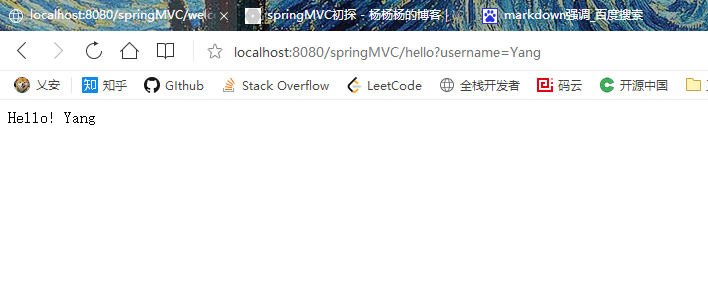 localhost:8080/springMVC/wel
springMVC初探 - 杨杨杨的博客
markdown强调_百度搜索
localhost:8080/springMVC/hello?username=Yang
乂安 知 知乎 GIthub Stack Overflow LeetCode 全栈开发者 码云 开源中国
Hello! Yang